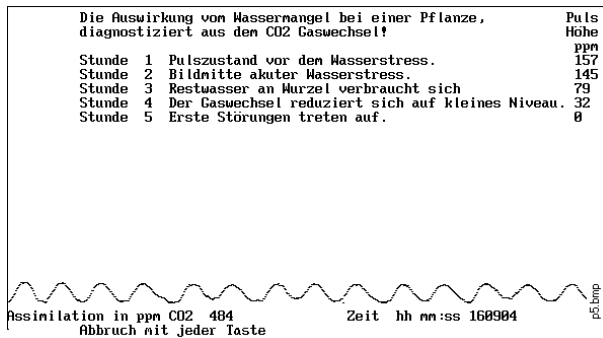 Die Auswirkung vom Wassermangel bei einer Pflanze, Puls
diagnostiziert aus dem CO2 Gaswechsel! Höhe
ppm
Stunde 1 Pulszustand vor dem Wasserstress. 157
Stunde 2 Bildmitte akuter Wasserstress. 145
Stunde 3 Restwasser an Wurzel verbraucht sich 79
Stunde 4 Der Gaswechsel reduziert sich auf kleines Niveau. 32
Stunde 5 Erste Störungen treten auf. 0
p5.bmp
Assimilation in ppm CO2 484 Zeit hh mm:ss 160904
Abbruch mit jeder Taste